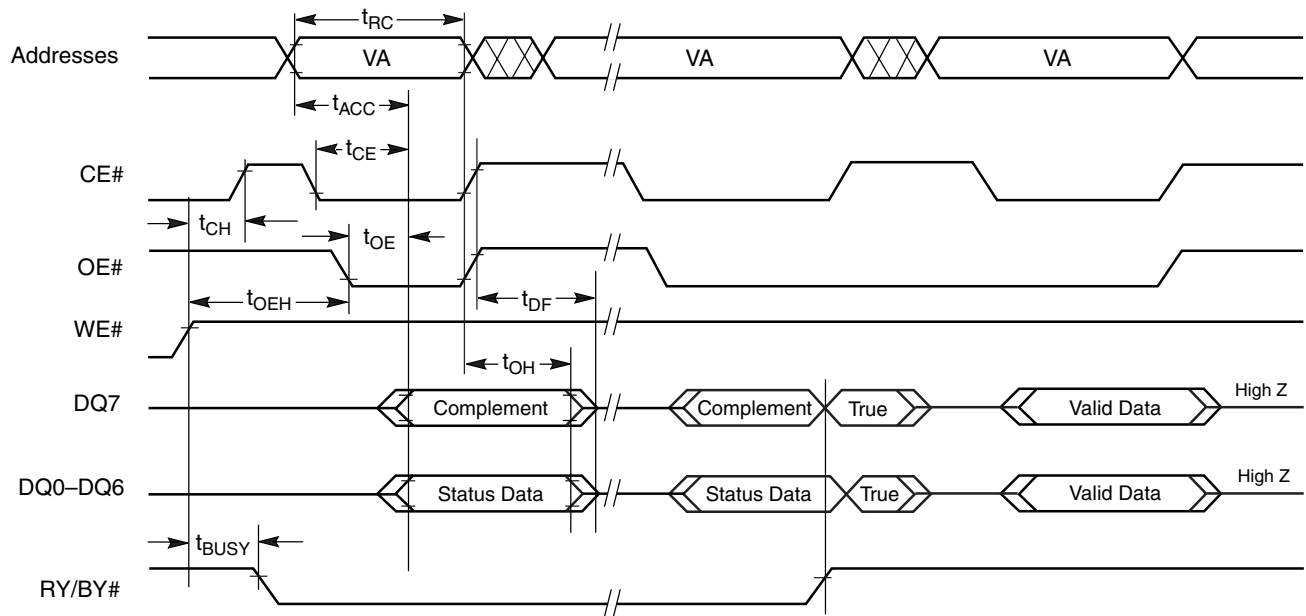 tRC
Addresses VA VA VA
tACC
tCE
CE#
tCH
tOE
OE#
tOEH
tDF
WE#
tOH
DQ7 Complement Complement True Valid Data High Z
DQ0–DQ6 Status Data Status Data True Valid Data High Z
tBUSY
RY/BY#